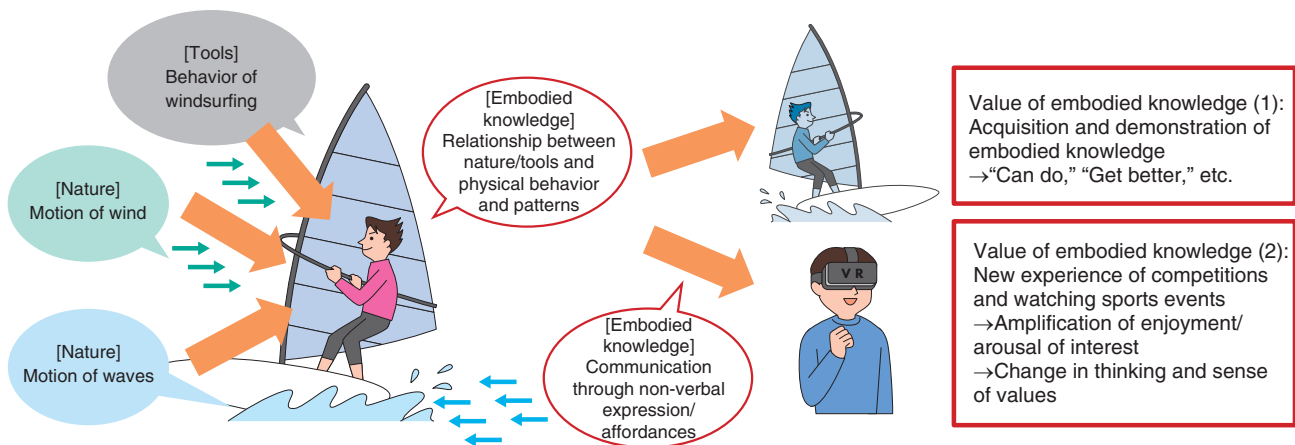 [Tools]
Behavior of
windsurfing
[Nature]
Motion of wind
[Nature]
Motion of waves
[Embodied
knowledge]
Relationship between
nature/tools and
physical behavior
and patterns
[Embodied
knowledge]
Communication
through non-verbal
expression/
affordances
V R
Value of embodied knowledge (1):
Acquisition and demonstration of
embodied knowledge
→“Can do,” “Get better,” etc.
Value of embodied knowledge (2):
New experience of competitions
and watching sports events
→Amplification of enjoyment/
arousal of interest
→Change in thinking and sense
of values